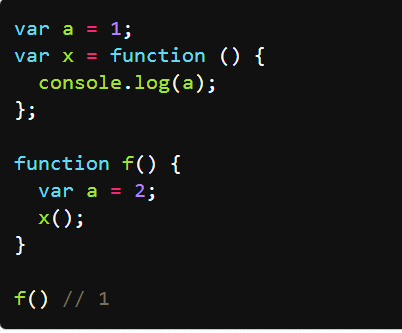 var a = 1;
var x = function () {
  console.log(a);
};

function f() {
  var a = 2;
  x();
}

f() // 1